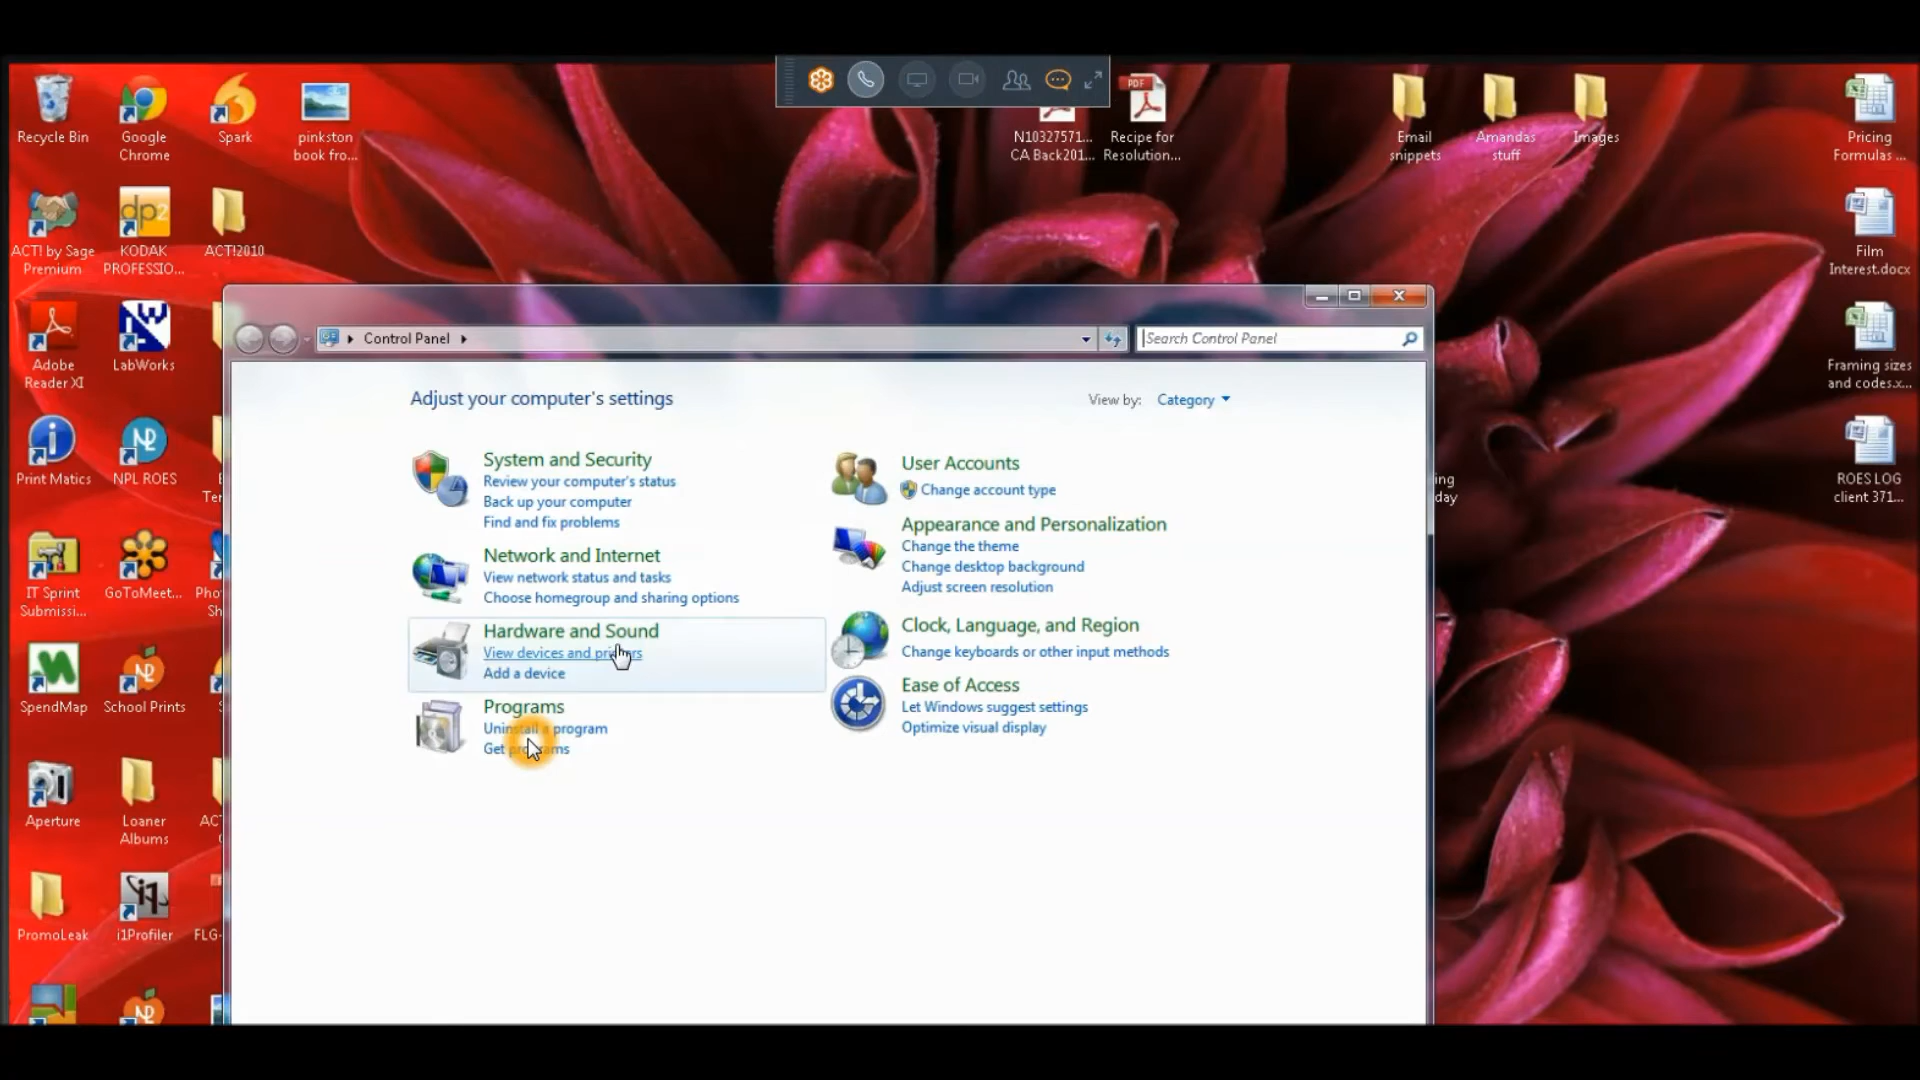 Recycle Bin
Google
Chrome
Spark
pinkston
book fro...
PDF
N10327571...
CA Back201...
Recipe for
Resolution...
Email
snippets
Amandas
stuff
Images
Pricing
Formulas ...
ACT! by Sage
Premium
dp2
KODAK
PROFESSIO...
ACT!2010
Film
Interest.docx
Adobe
Reader XI
LabWorks
Framing sizes
and codes.x...
Print Matics
NPL ROES
ROES LOG
client 371...
IT Sprint
Submissi...
GoToMeet...
SpendMap
School Prints
Aperture
Loaner
Albums
PromoLeak
i1Profiler
FLG-
Control Panel
Search Control Panel
Adjust your computer's settings
View by: Category
System and Security
Review your computer's status
Back up your computer
Find and fix problems
Network and Internet
View network status and tasks
Choose homegroup and sharing options
Hardware and Sound
View devices and printers
Add a device
Programs
Uninstall a program
Get programs
User Accounts
Change account type
Appearance and Personalization
Change the theme
Change desktop background
Adjust screen resolution
Clock, Language, and Region
Change keyboards or other input methods
Ease of Access
Let Windows suggest settings
Optimize visual display